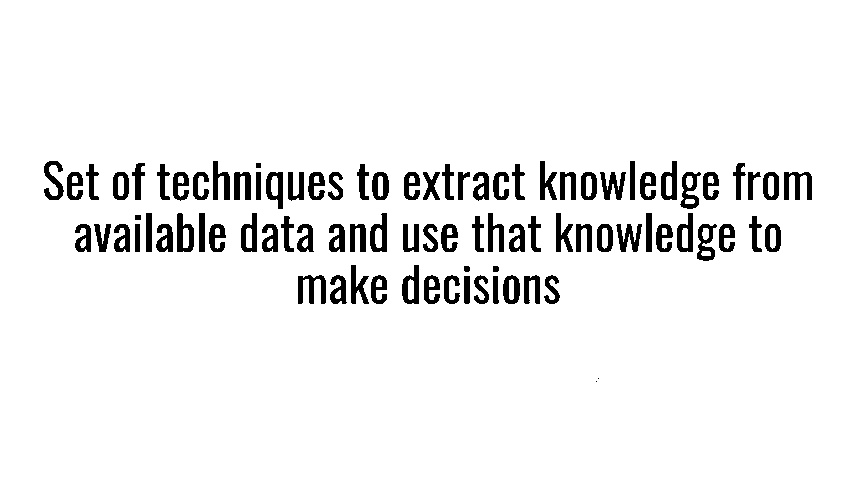 Set of techniques to extract knowledge from
available data and use that knowledge to
make decisions